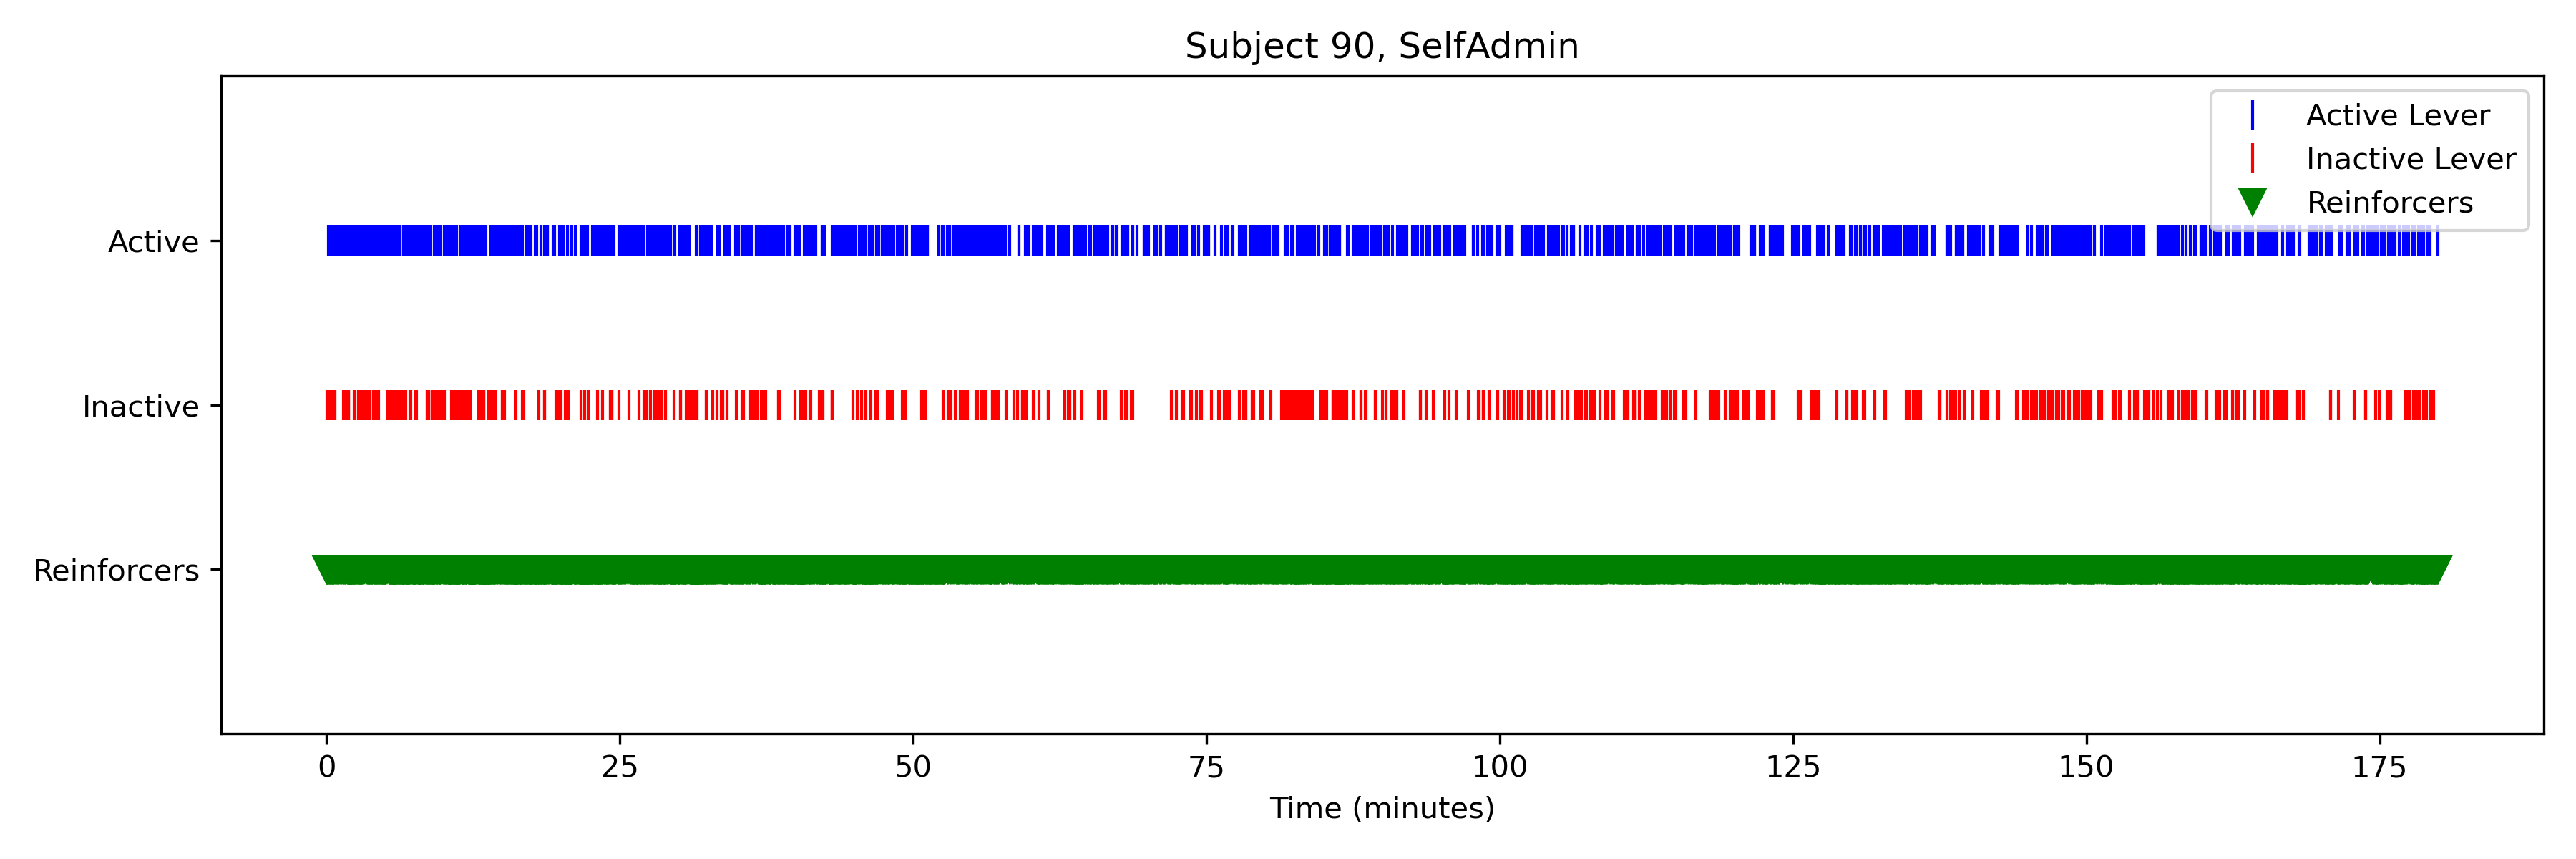 Subject 90, SelfAdmin
Active Lever
Inactive Lever
Reinforcers
Active
Inactive
Reinforcers
0 25 50 75 100 125 150 175
Time (minutes)